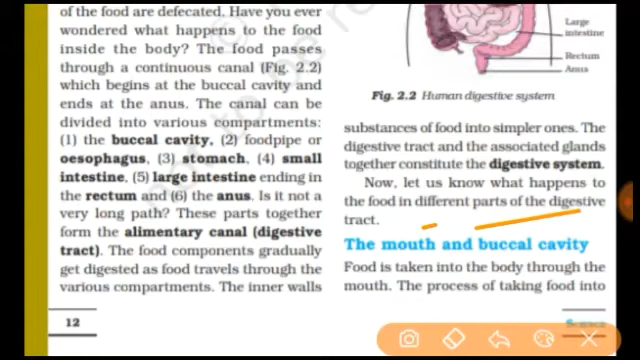 of the food are defecated. Have you ever
wondered what happens to the food
inside the body? The food passes
through a continuous canal (Fig. 2.2)
which begins at the buccal cavity and
ends at the anus. The canal can be
divided into various compartments:
(1) the buccal cavity, (2) foodpipe or
oesophagus, (3) stomach, (4) small
intestine, (5) large intestine ending in
the rectum and (6) the anus. Is it not a
very long path? These parts together
form the alimentary canal (digestive
tract). The food components gradually
get digested as food travels through the
various compartments. The inner walls
12
Large
intestine
Rectum
Anus
Fig. 2.2 Human digestive system
substances of food into simpler ones. The
digestive tract and the associated glands
together constitute the digestive system.
Now, let us know what happens to
the food in different parts of the digestive
tract.
The mouth and buccal cavity
Food is taken into the body through the
mouth. The process of taking food into